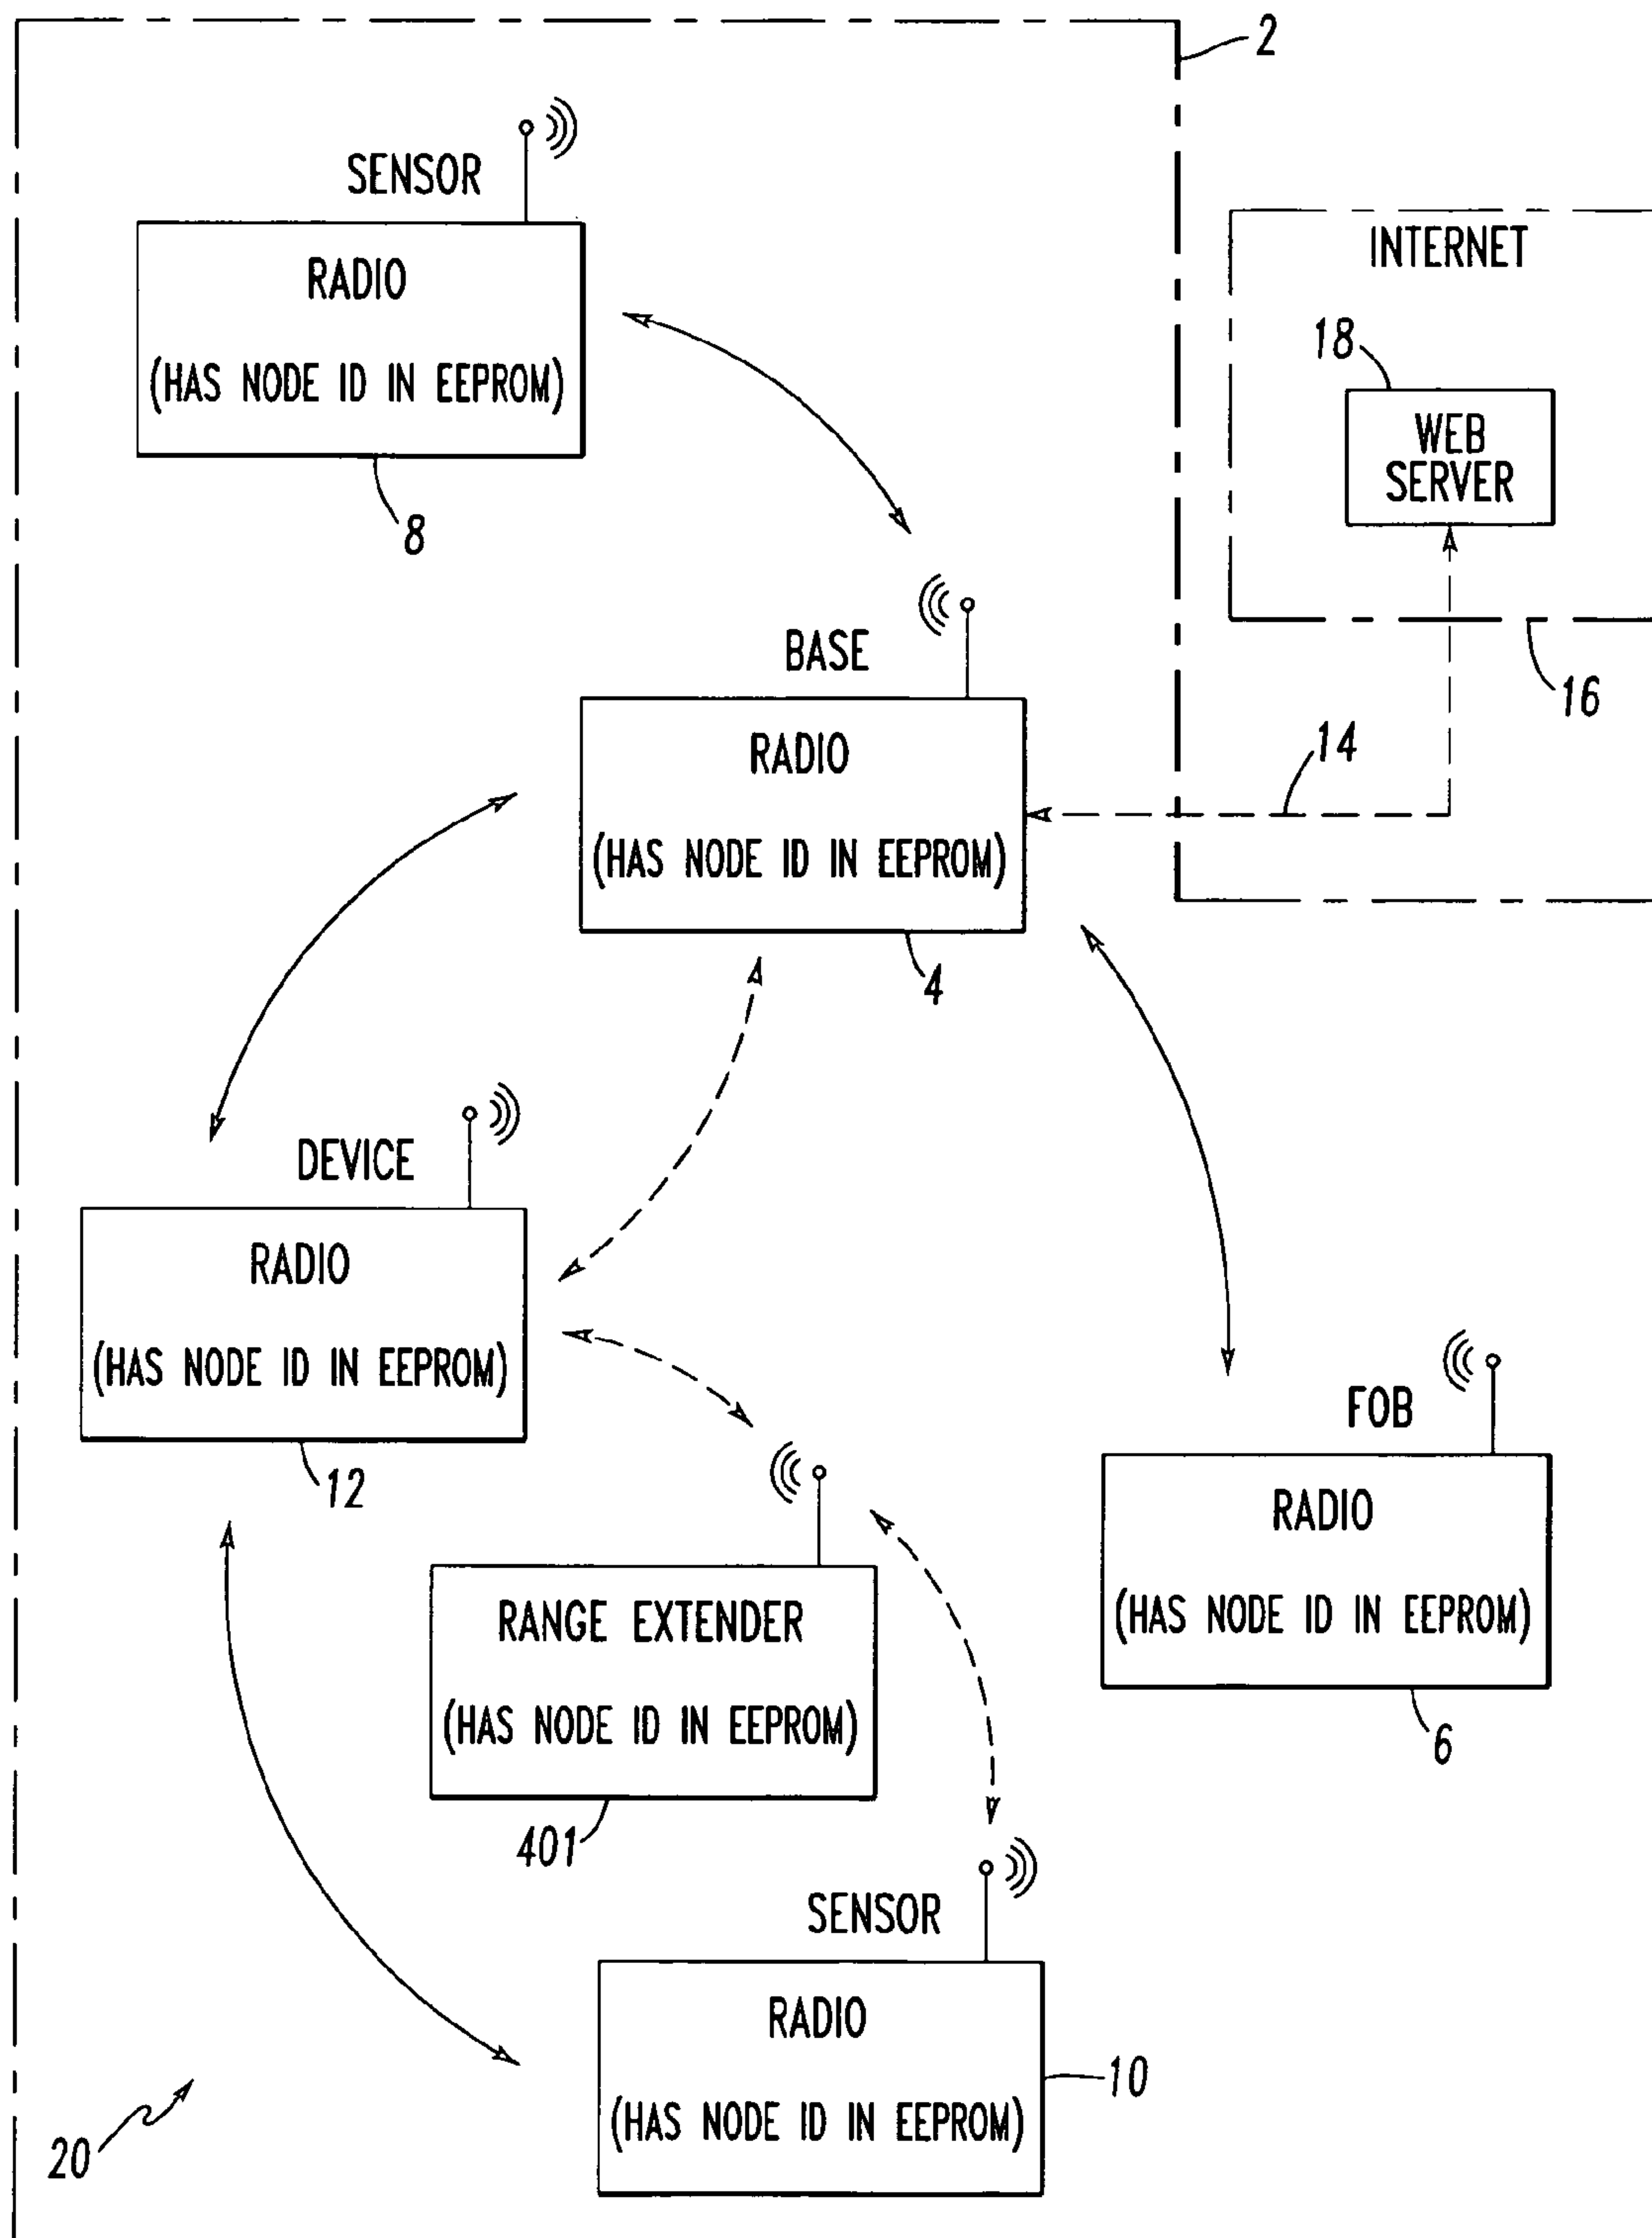 2
SENSOR
RADIO
(HAS NODE ID IN EEPROM)
8
INTERNET
18
WEB
SERVER
16
14
BASE
RADIO
(HAS NODE ID IN EEPROM)
4
DEVICE
RADIO
(HAS NODE ID IN EEPROM)
12
FOB
RADIO
(HAS NODE ID IN EEPROM)
6
RANGE EXTENDER
(HAS NODE ID IN EEPROM)
401
SENSOR
RADIO
(HAS NODE ID IN EEPROM)
10
20